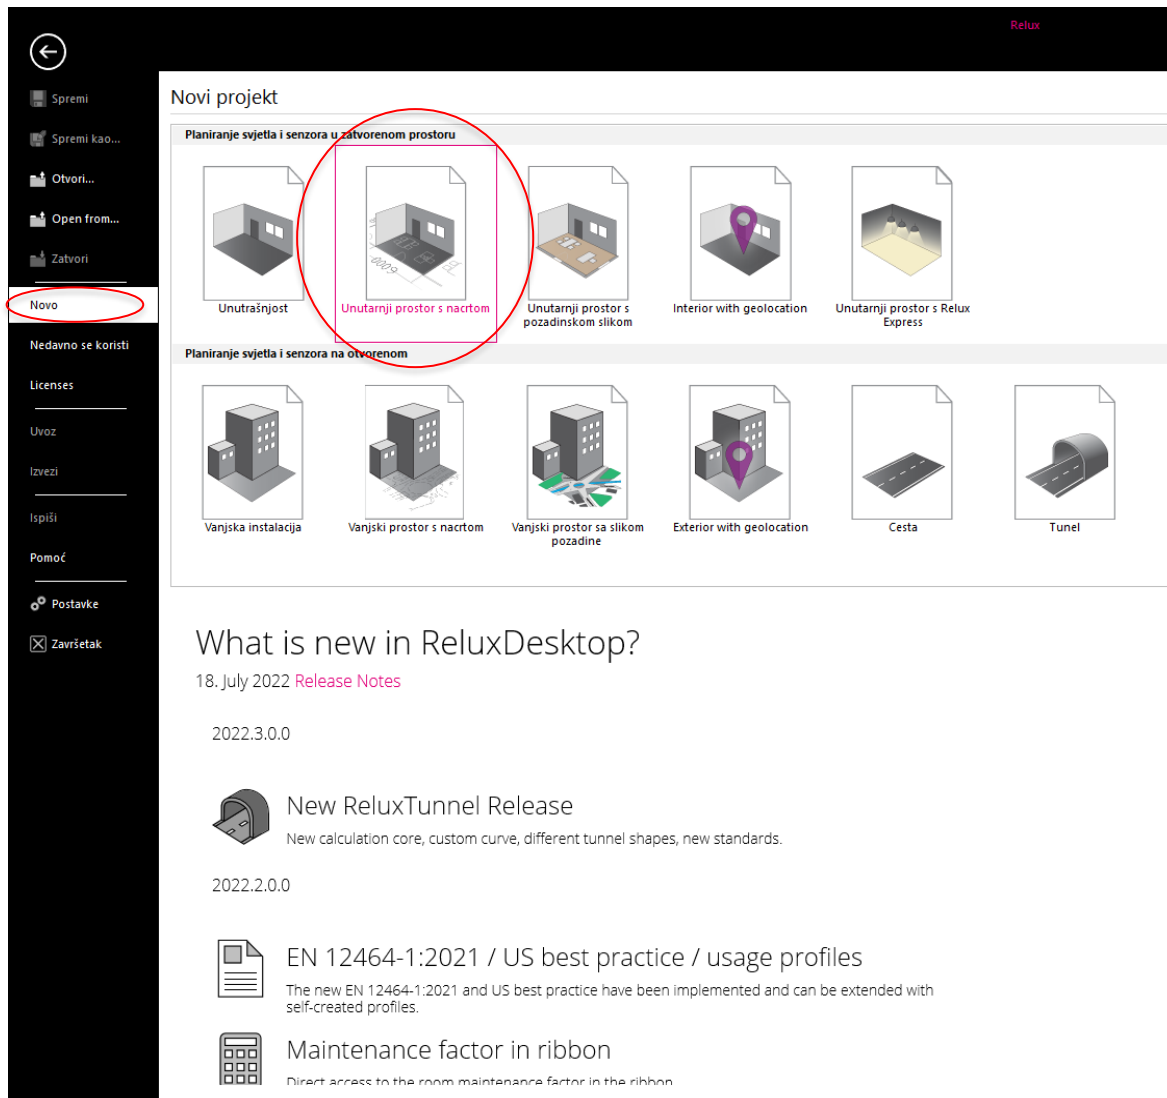 Relux
Spremi
Spremi kao...
Otvori...
Open from...
Zatvori
Novo
Nedavno se koristi
Licenses
Uvoz
Izvezi
Ispiši
Pomoć
Postavke
Završetak
Novi projekt
Planiranje svjetla i senzora u zatvorenom prostoru
0009
Unutrašnjost
Unutarnji prostor s nacrtom
Unutarnji prostor s
pozadinskom slikom
Interior with geolocation
Unutarnji prostor s Relux
Express
Planiranje svjetla i senzora na otvorenom
Vanjska instalacija
Vanjski prostor s nacrtom
Vanjski prostor sa slikom
pozadine
Exterior with geolocation
Cesta
Tunel
What is new in ReluxDesktop?
18. July 2022 Release Notes
2022.3.0.0
New ReluxTunnel Release
New calculation core, custom curve, different tunnel shapes, new standards.
2022.2.0.0
EN 12464-1:2021 / US best practice / usage profiles
The new EN 12464-1:2021 and US best practice have been implemented and can be extended with
self-created profiles.
Maintenance factor in ribbon
Direct access to the room maintenance factor in the ribbon